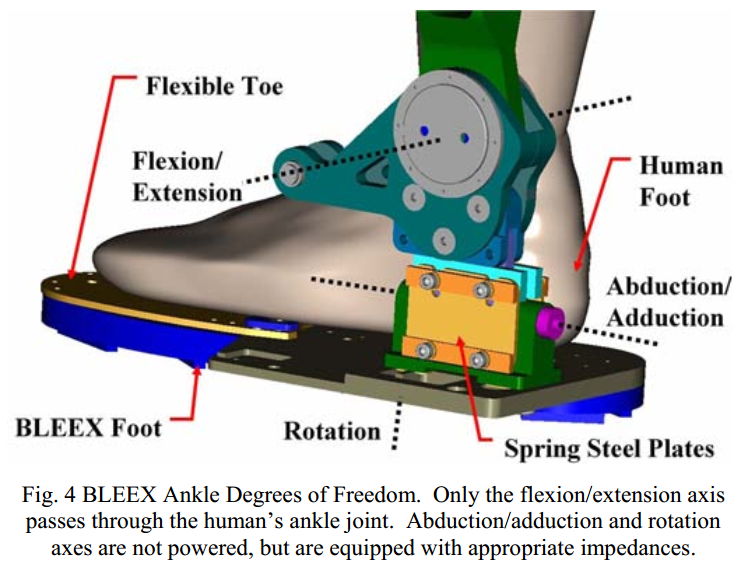 Flexible Toe
Flexion/
Extension
Human
Foot
Abduction/
Adduction
BLEEX Foot
Rotation
Spring Steel Plates
Fig. 4 BLEEX Ankle Degrees of Freedom.  Only the flexion/extension axis
passes through the human’s ankle joint.  Abduction/adduction and rotation
axes are not powered, but are equipped with appropriate impedances.